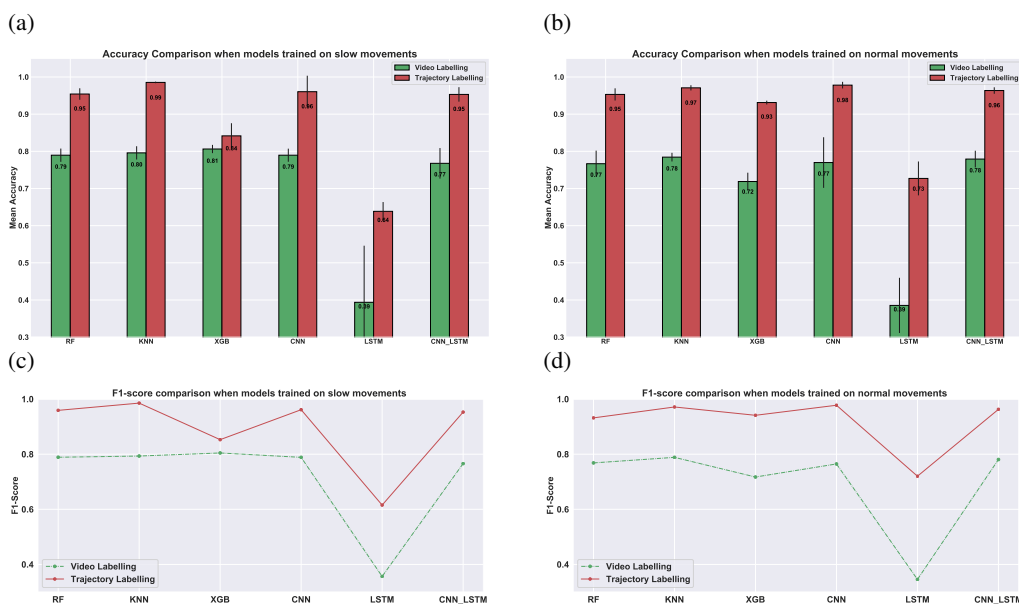 (a)
Accuracy Comparison when models trained on slow movements
Video Labelling
Trajectory Labelling
Mean Accuracy
1.0
0.9
0.8
0.7
0.6
0.5
0.4
0.3
0.79
0.95
0.80
0.99
0.81
0.84
0.79
0.96
0.39
0.64
0.77
0.95
RF KNN XGB CNN LSTM CNN_LSTM
(b)
Accuracy Comparison when models trained on normal movements
Video Labelling
Trajectory Labelling
Mean Accuracy
1.0
0.9
0.8
0.7
0.6
0.5
0.4
0.3
0.77
0.95
0.78
0.97
0.72
0.93
0.77
0.98
0.39
0.73
0.78
0.96
RF KNN XGB CNN LSTM CNN_LSTM
(c)
F1-score comparison when models trained on slow movements
F1-Score
1.0
0.8
0.6
0.4
Video Labelling
Trajectory Labelling
RF KNN XGB CNN LSTM CNN_LSTM
(d)
F1-score comparison when models trained on normal movements
F1-Score
1.0
0.8
0.6
0.4
Video Labelling
Trajectory Labelling
RF KNN XGB CNN LSTM CNN_LSTM